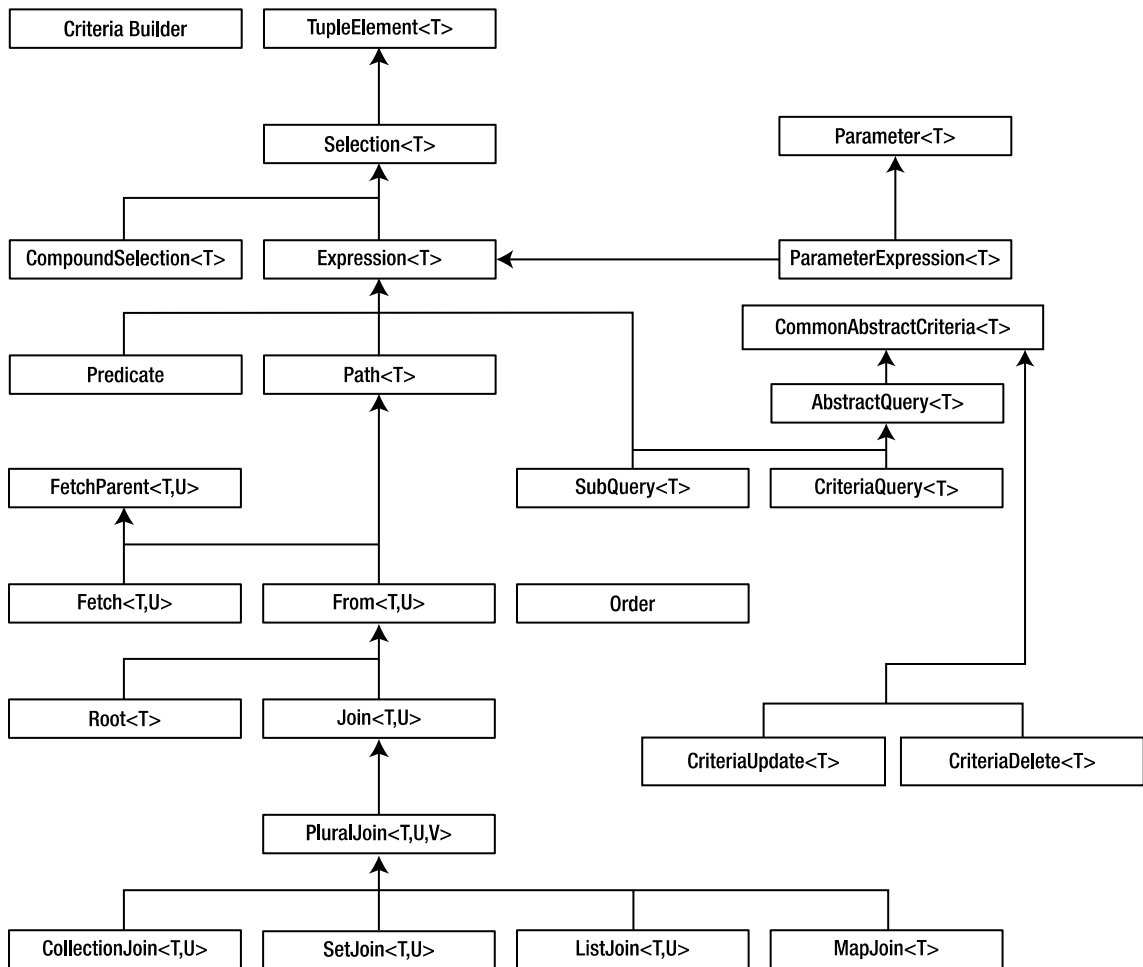 Criteria Builder
TupleElement<T>
Selection<T>
Parameter<T>
CompoundSelection<T>
Expression<T>
ParameterExpression<T>
CommonAbstractCriteria<T>
Predicate
Path<T>
AbstractQuery<T>
FetchParent<T,U>
SubQuery<T>
CriteriaQuery<T>
Fetch<T,U>
From<T,U>
Order
Root<T>
Join<T,U>
CriteriaUpdate<T>
CriteriaDelete<T>
PluralJoin<T,U,V>
CollectionJoin<T,U>
SetJoin<T,U>
ListJoin<T,U>
MapJoin<T>